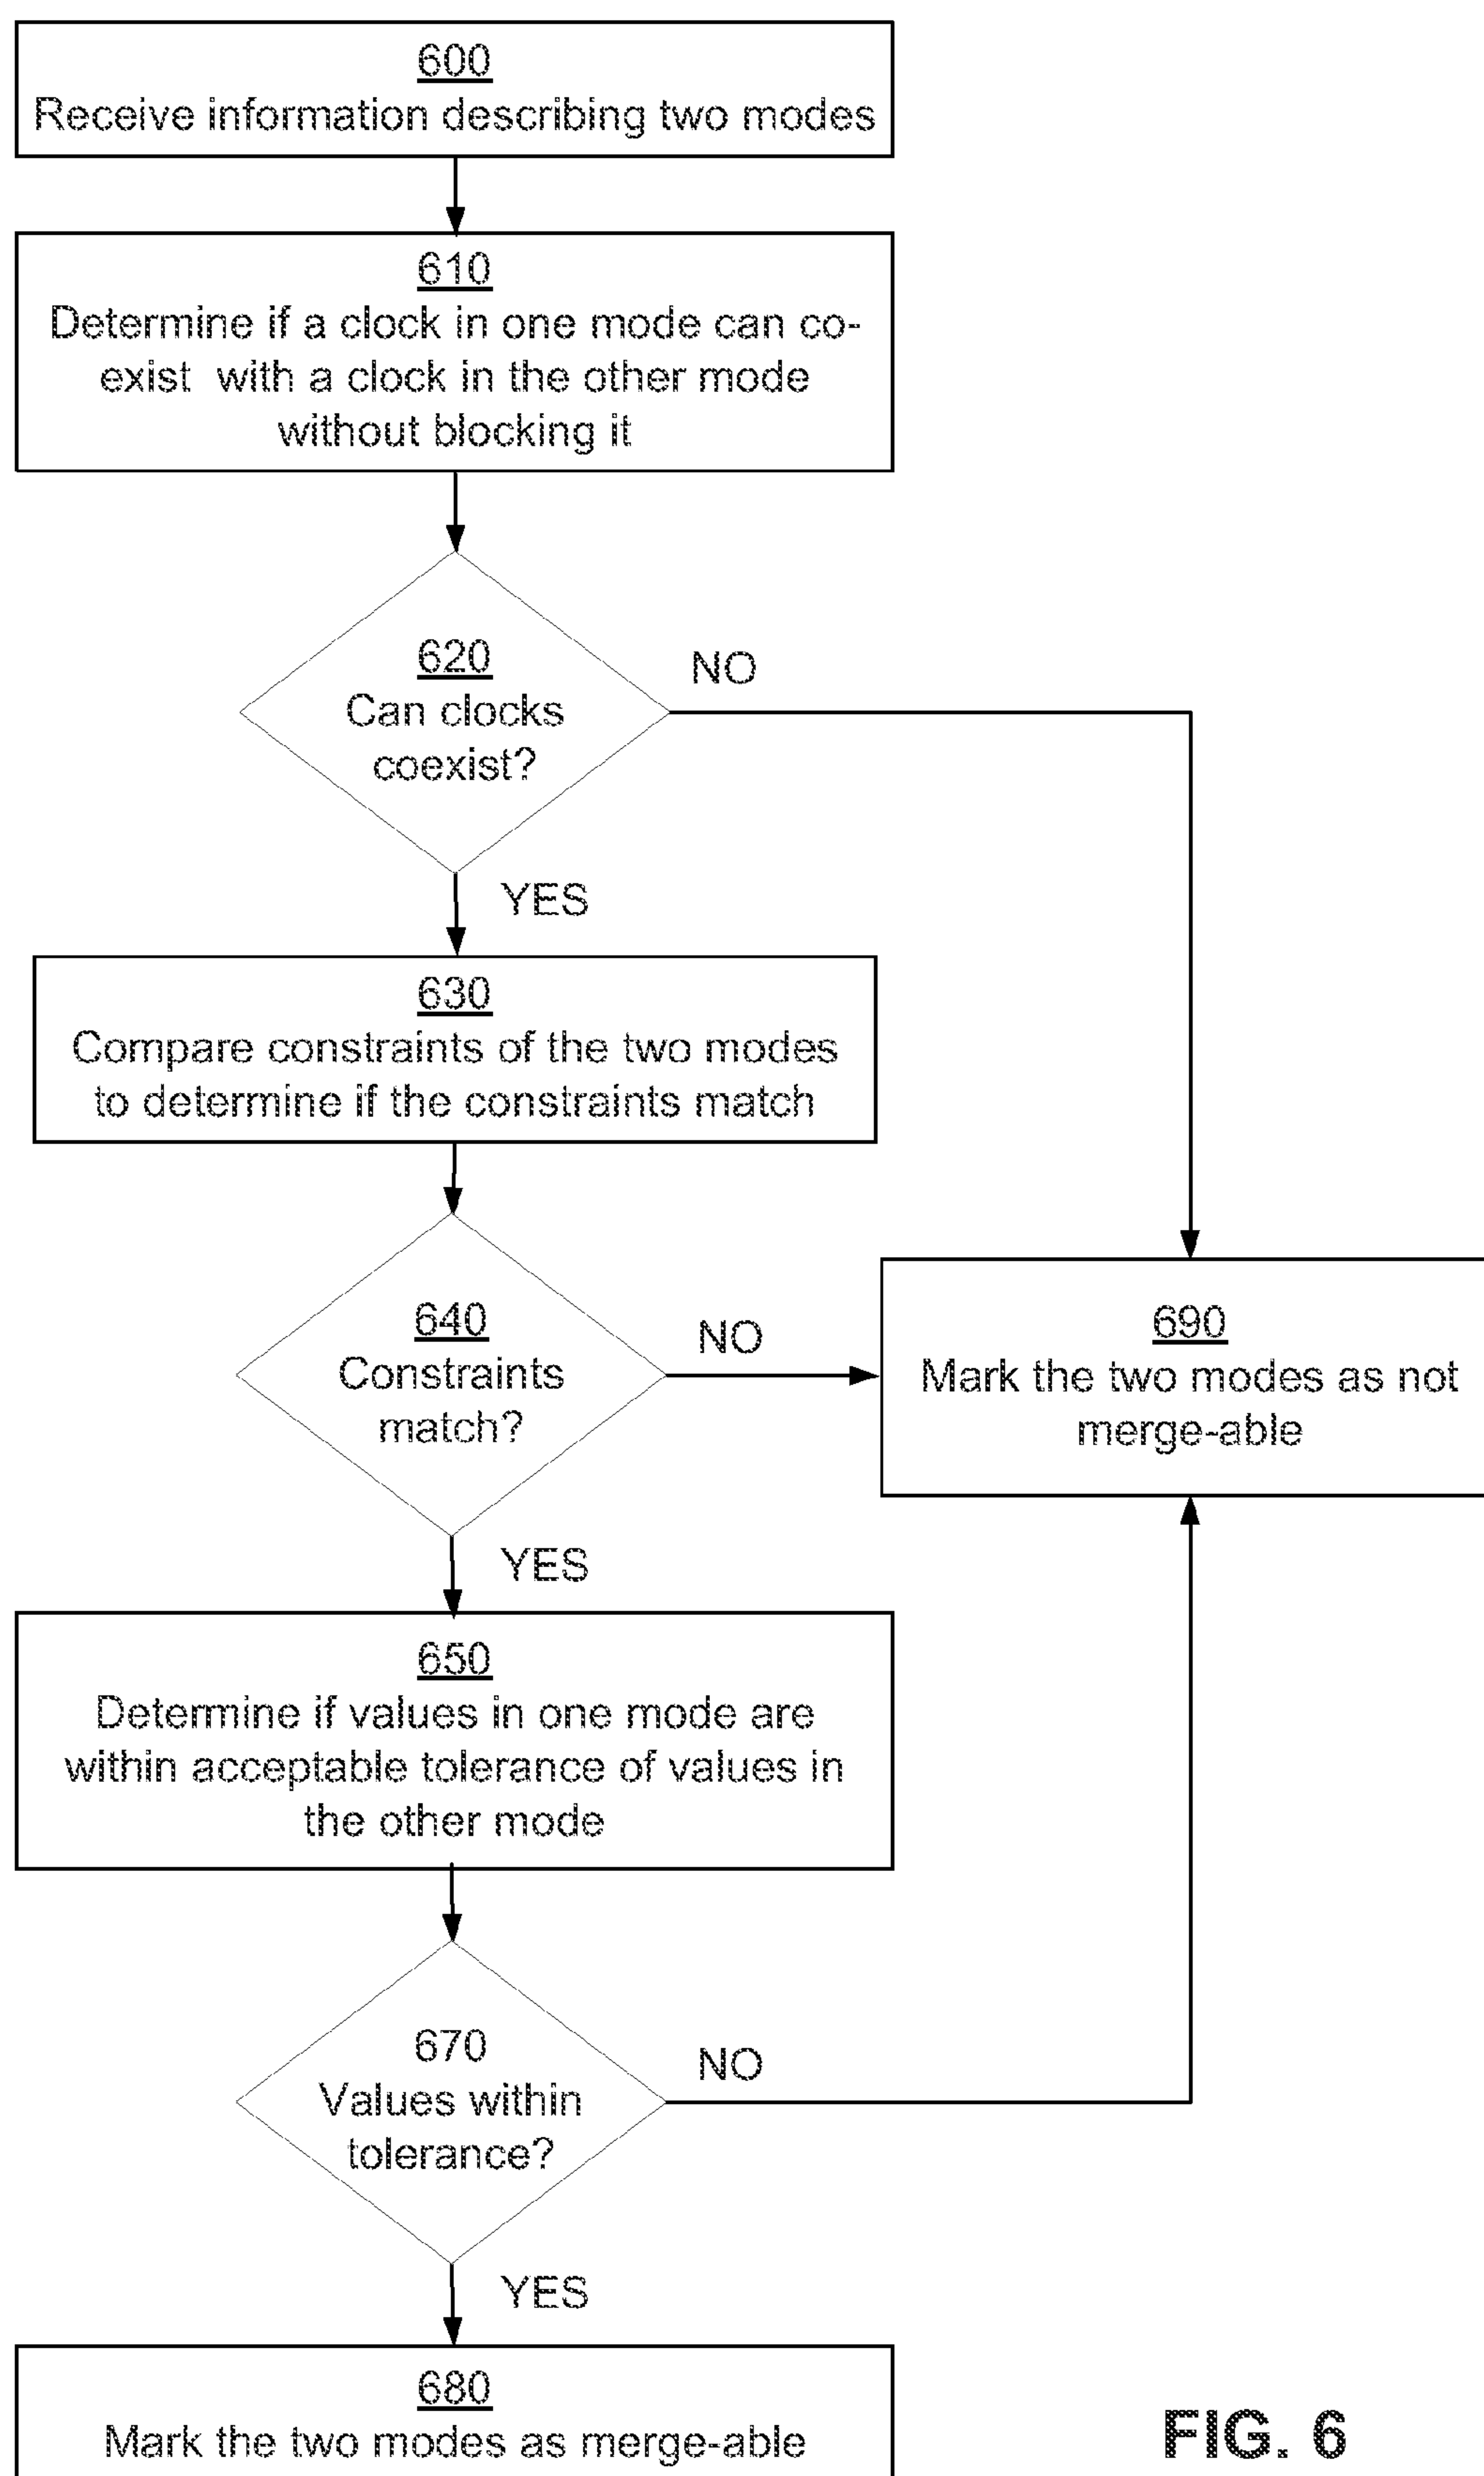 600
Receive information describing two modes
610
Determine if a clock in one mode can co-
exist with a clock in the other mode
without blocking it
620
Can clocks
coexist?
NO
YES
630
Compare constraints of the two modes
to determine if the constraints match
640
Constraints
match?
NO
690
Mark the two modes as not
merge-able
YES
650
Determine if values in one mode are
within acceptable tolerance of values in
the other mode
670
Values within
tolerance?
NO
YES
680
Mark the two modes as merge-able
FIG. 6